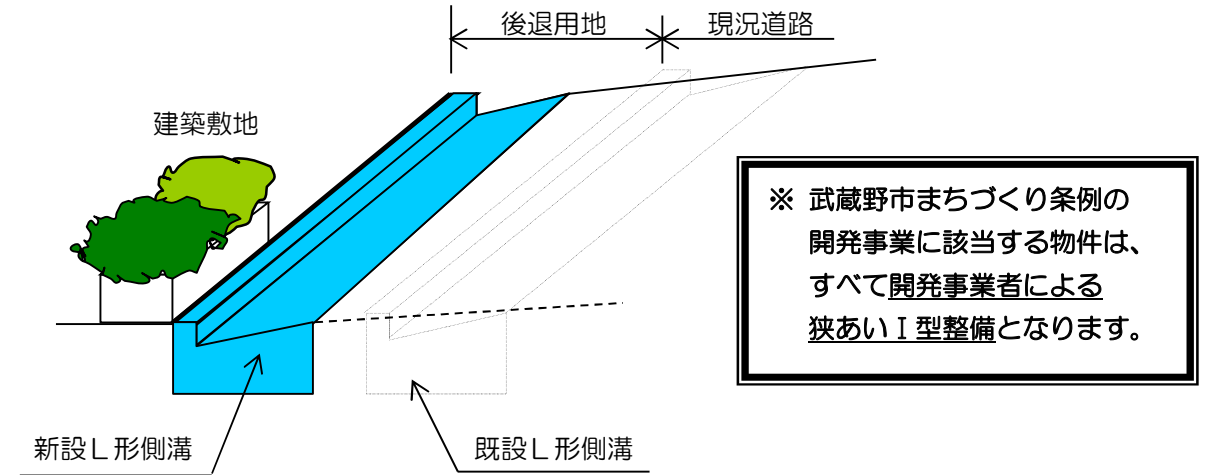 後退用地
現況道路
建築敷地
※ 武蔵野市まちづくり条例の
開発事業に該当する物件は、
すべて開発事業者による
狭あいⅠ型整備となります。
新設L形側溝
既設L形側溝